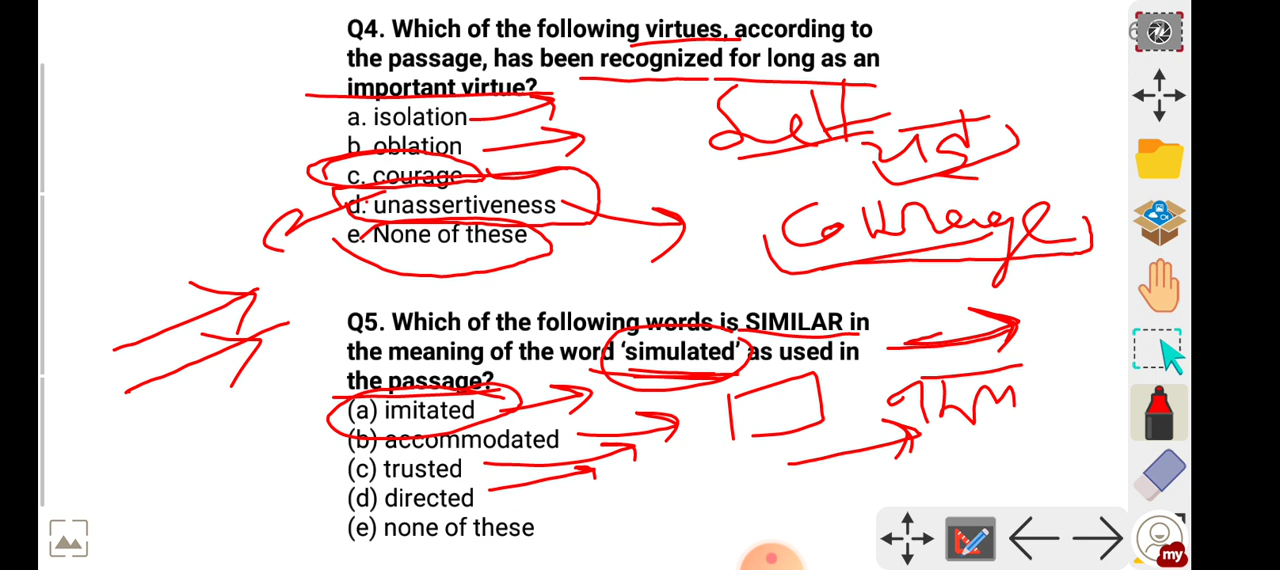 Q4. Which of the following virtues, according to
the passage, has been recognized for long as an
important virtue?
a. isolation
b. oblation
c. courage
d. unassertiveness
e. None of these
Courage
Q5. Which of the following words is SIMILAR in
the meaning of the word ‘simulated’ as used in
the passage?
(a) imitated
(b) accommodated
(c) trusted
(d) directed
(e) none of these
my